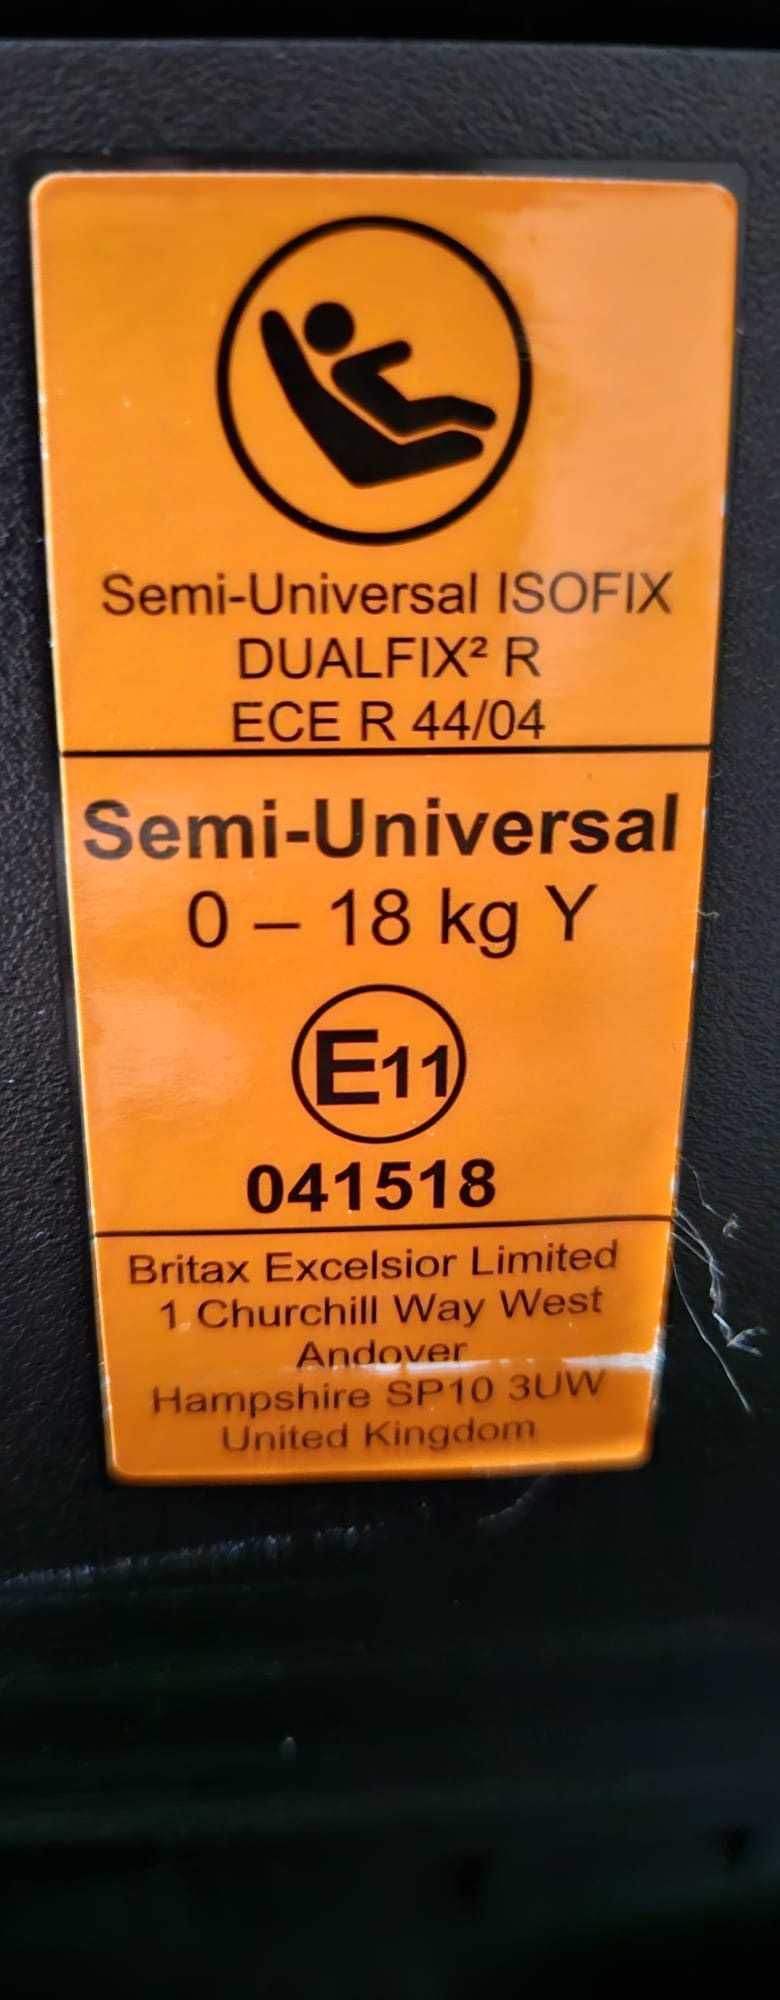 Semi-Universal ISOFIX
DUALFIX² R
ECE R 44/04
Semi-Universal
0 – 18 kg Y
E11
041518
Britax Excelsior Limited
1 Churchill Way West
Andover
Hampshire SP10 3UW
United Kingdom